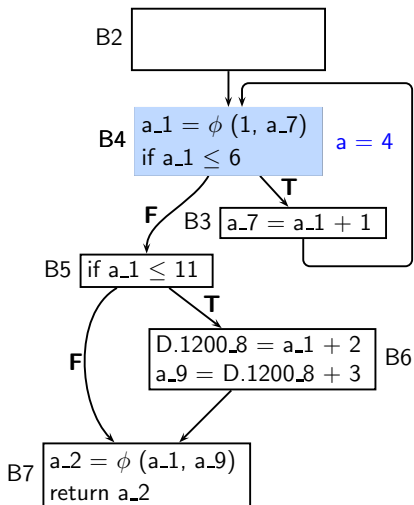 B2
B4
a_1 = ϕ (1, a_7)
if a_1 ≤ 6
a = 4
F
T
B3
a_7 = a_1 + 1
B5
if a_1 ≤ 11
T
F
D.1200_8 = a_1 + 2
a_9 = D.1200_8 + 3
B6
B7
a_2 = ϕ (a_1, a_9)
return a_2